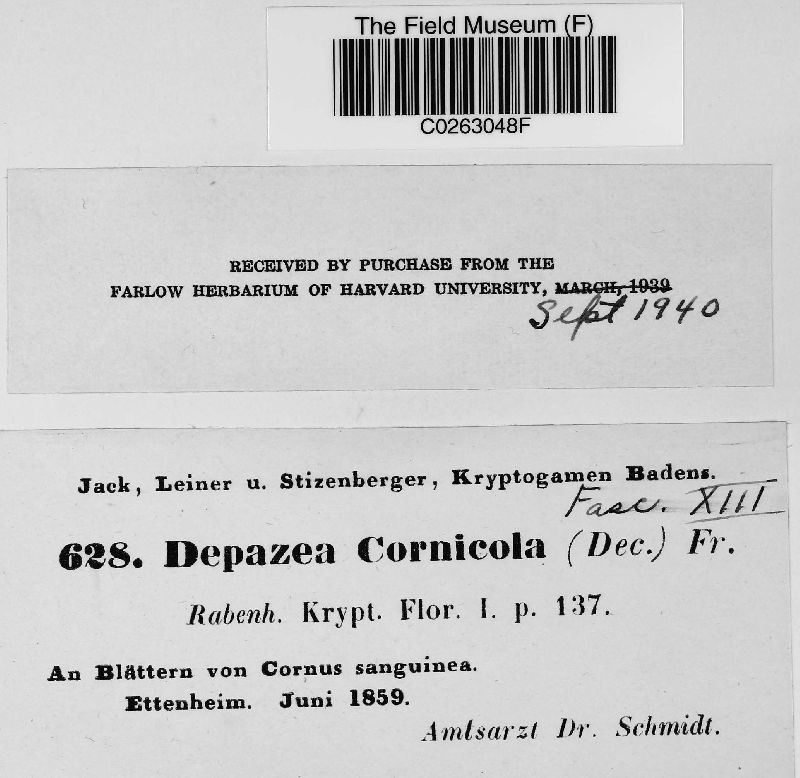 The Field Museum (F)
C0263048F
RECEIVED BY PURCHASE FROM THE
FARLOW HERBARIUM OF HARVARD UNIVERSITY, MARCH, 1939
Sept 1940
Jack, Leiner u. Stizenberger, Kryptogamen Badens.
Fasc. XIII
628. Depazea Cornicola (Dec.) Fr.
Rabenh. Krypt. Flor. I. p. 137.
An Blättern von Cornus sanguinea.
Ettenheim. Juni 1859.
Amtsarzt Dr. Schmidt.